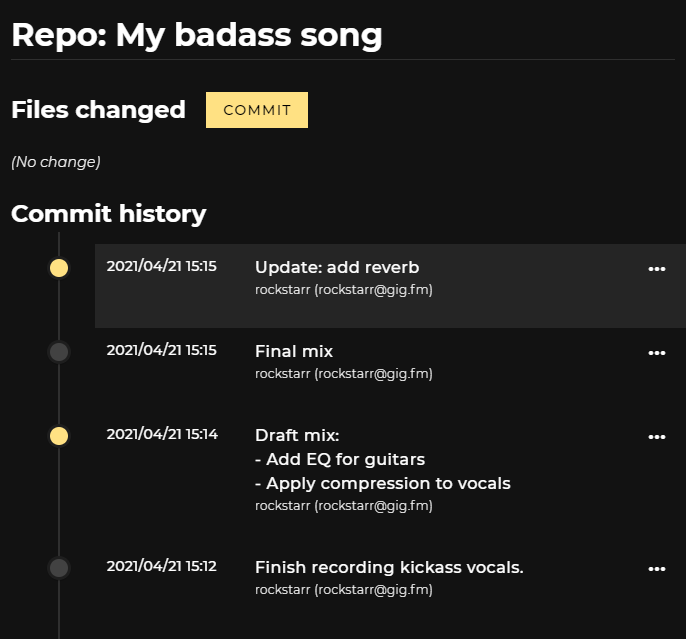 Repo: My badass song
Files changed
COMMIT
(No change)
Commit history
2021/04/21 15:15
Update: add reverb
rockstarr (rockstarr@gig.fm)
2021/04/21 15:15
Final mix
rockstarr (rockstarr@gig.fm)
2021/04/21 15:14
Draft mix:
- Add EQ for guitars
- Apply compression to vocals
rockstarr (rockstarr@gig.fm)
2021/04/21 15:12
Finish recording kickass vocals.
rockstarr (rockstarr@gig.fm)